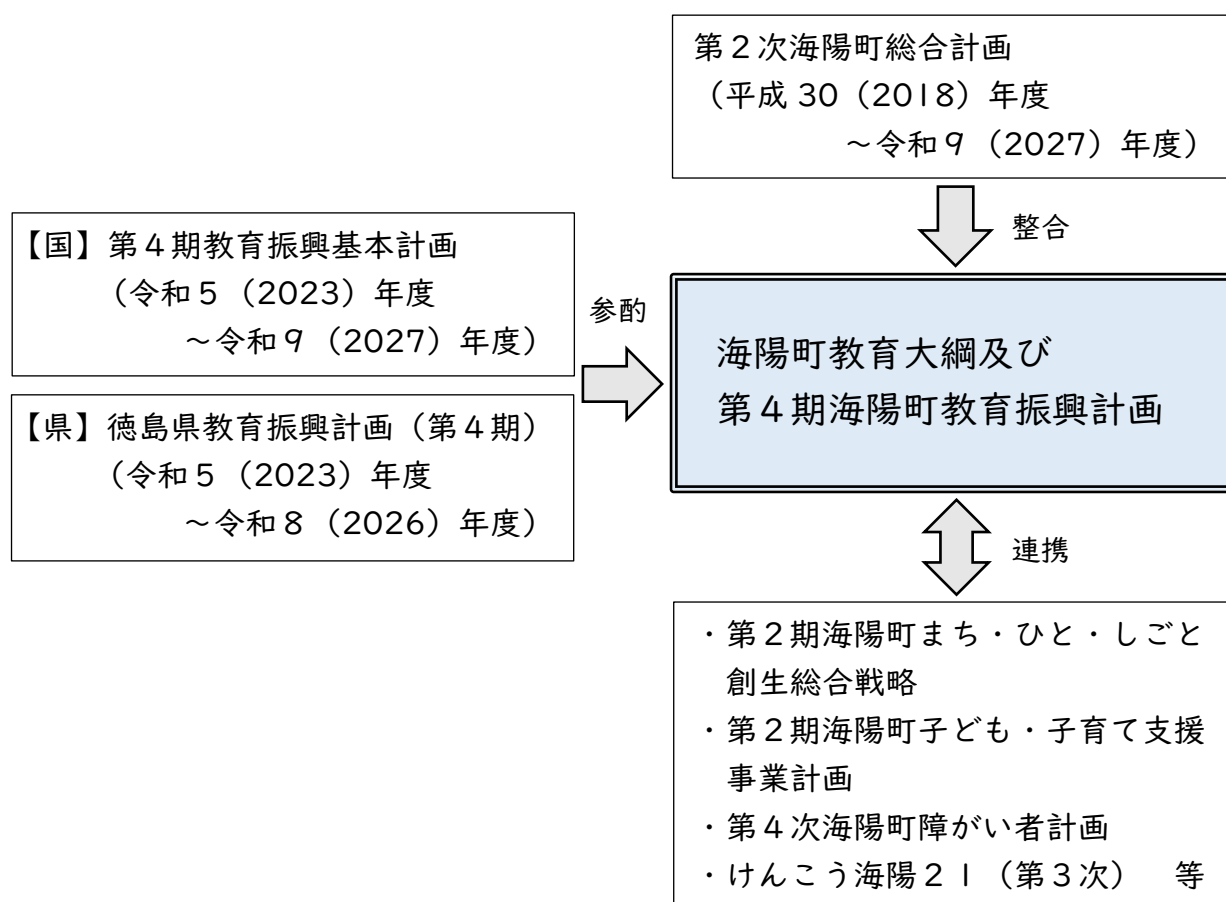 第2次海陽町総合計画
（平成30（2018）年度
～令和9（2027）年度）
整合
【国】第4期教育振興基本計画
（令和5（2023）年度
～令和9（2027）年度）
参酌
【県】徳島県教育振興計画（第4期）
（令和5（2023）年度
～令和8（2026）年度）
海陽町教育大綱及び
第4期海陽町教育振興計画
連携
・第2期海陽町まち・ひと・しごと
創生総合戦略
・第2期海陽町子ども・子育て支援
事業計画
・第4次海陽町障がい者計画
・けんこう海陽21（第3次）　等